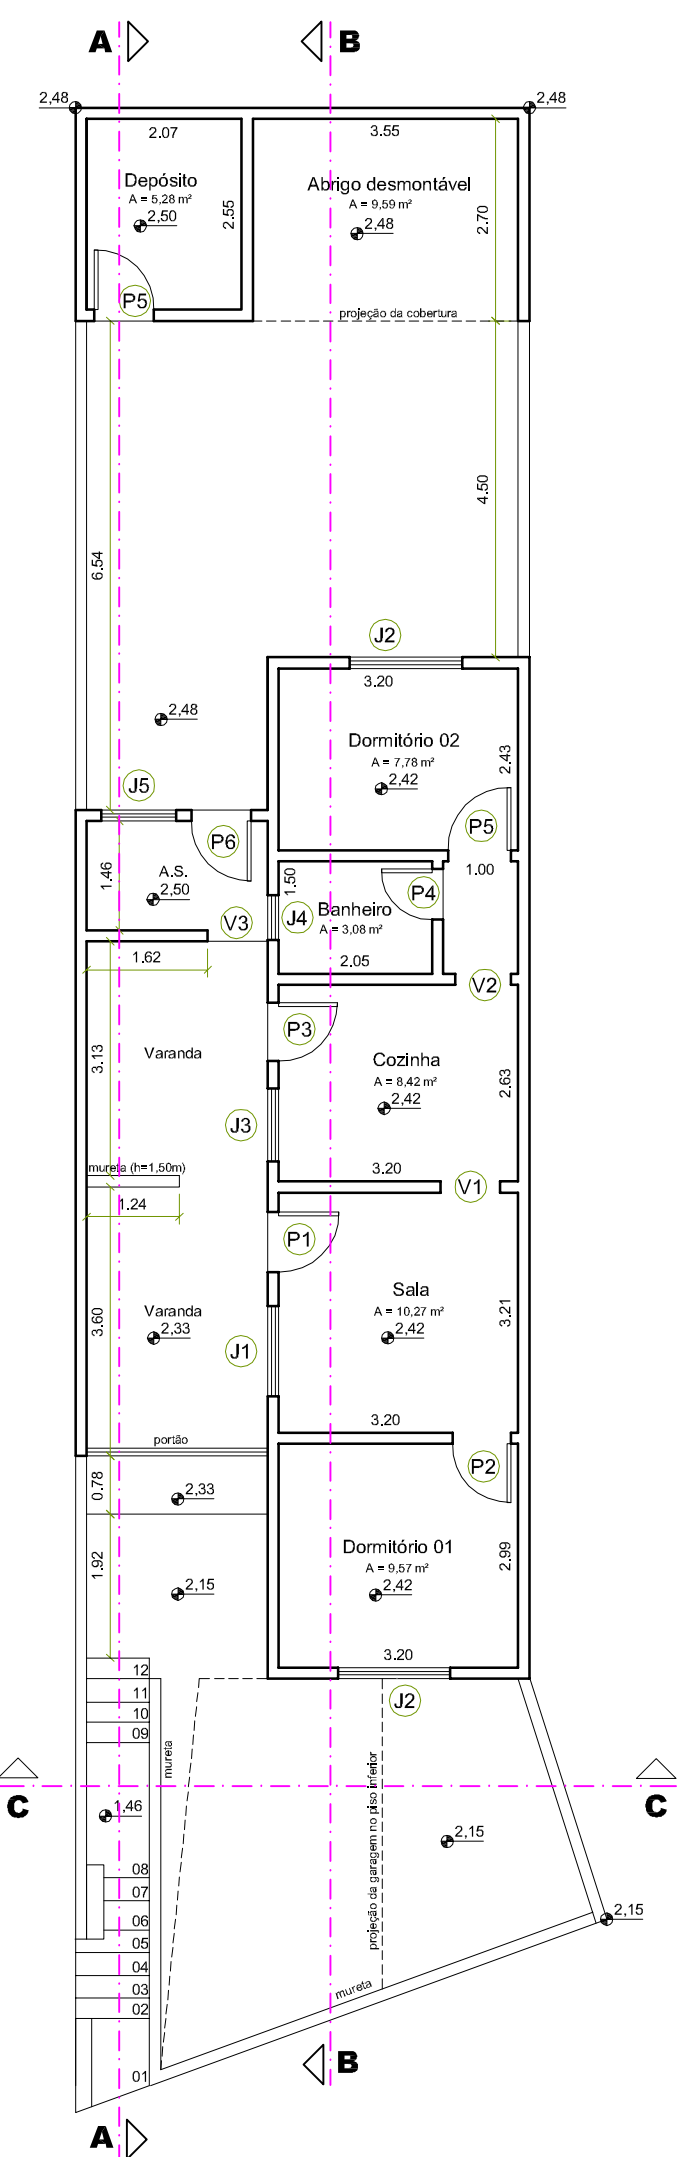 A
B
2,48
2,48
2.07
3.55
Depósito
A = 5,28 m²
2,50
2.55
Abrigo desmontável
A = 9,59 m²
2,48
2.70
P5
projeção da cobertura
6.54
4.50
J2
3.20
2,48
Dormitório 02
A = 7,78 m²
2,42
2.43
J5
P6
P5
1.46
A.S.
2,50
V3
1.50
J4
Banheiro
A = 3,08 m²
P4
1.00
1.62
2.05
V2
3.13
Varanda
P3
Cozinha
A = 8,42 m²
2,42
2.63
J3
mureta (h=1,50m)
3.20
V1
1.24
P1
3.60
Varanda
2,33
J1
Sala
A = 10,27 m²
2,42
3.21
3.20
portão
P2
0.78
2,33
1.92
2,15
Dormitório 01
A = 9,57 m²
2,42
2.99
3.20
J2
12
11
10
09
mureta
C
C
1,46
projeção da garagem no piso inferior
2,15
08
07
06
05
04
03
02
01
2,15
mureta
B
A